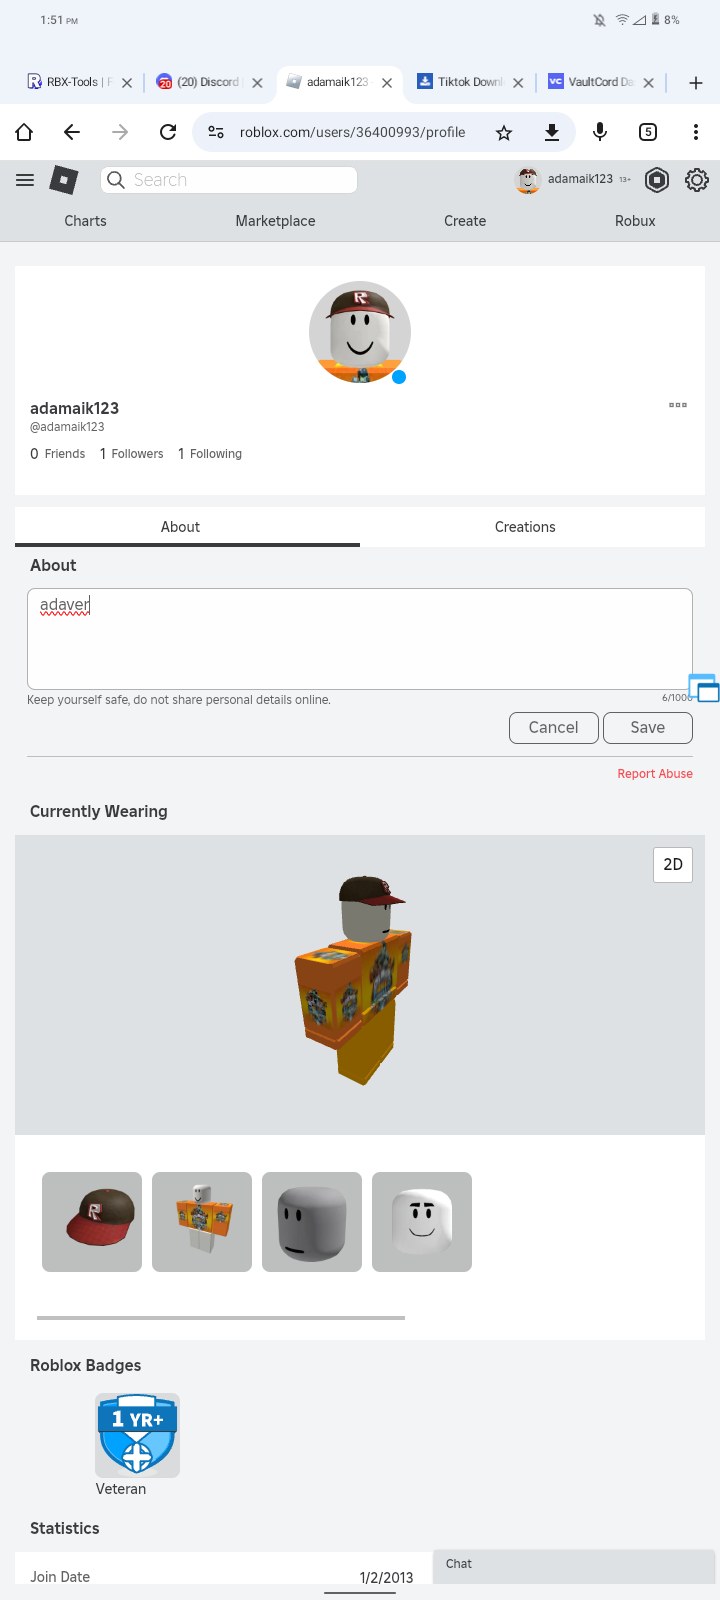 1:51 PM
8%
RBX-Tools | F
20
(20) Discord |
adamaik123 -
Tiktok Downl
VC
VaultCord Da
roblox.com/users/36400993/profile
5
Search
adamaik123 13+
Charts
Marketplace
Create
Robux
R
adamaik123
@adamaik123
0 Friends
1 Followers
1 Following
About
Creations
About
adaver
Keep yourself safe, do not share personal details online.
6/1000
Cancel
Save
Report Abuse
Currently Wearing
2D
R
R
Roblox Badges
1 YR+
Veteran
Statistics
Chat
Join Date
1/2/2013